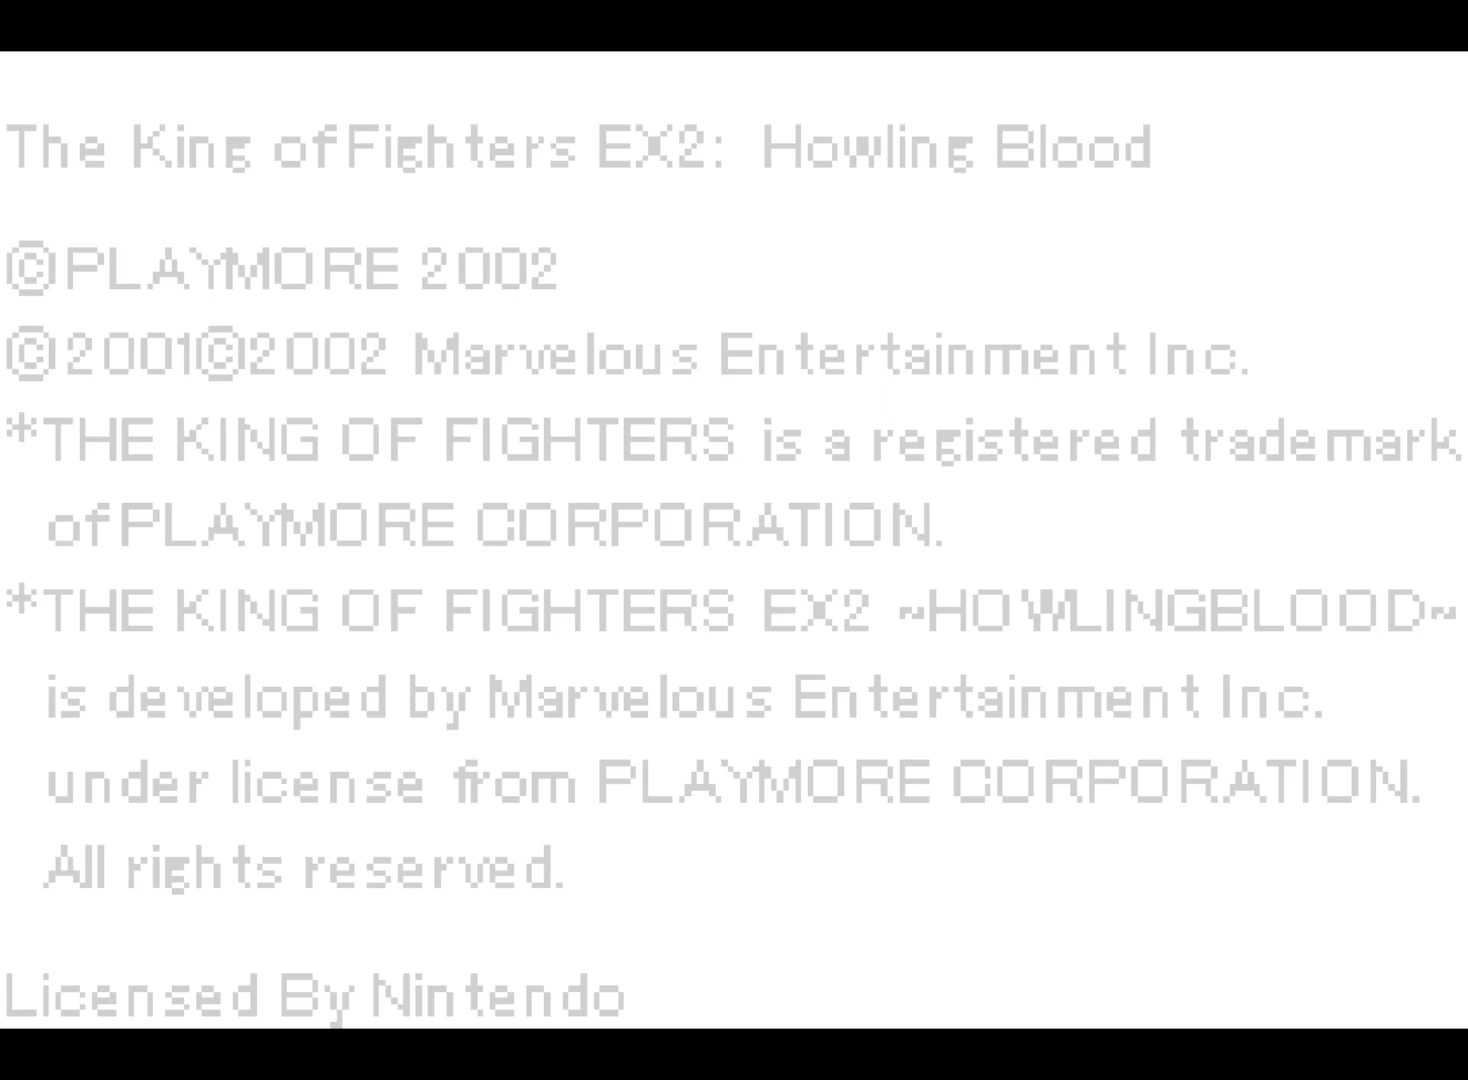 The King of Fighters EX2: Howling Blood
©PLAYMORE 2002
©2001©2002 Marvelous Entertainment Inc.
*THE KING OF FIGHTERS is a registered trademark
of PLAYMORE CORPORATION.
*THE KING OF FIGHTERS EX2 ~HOWLINGBLOOD~
is developed by Marvelous Entertainment Inc.
under license from PLAYMORE CORPORATION.
All rights reserved.
Licensed By Nintendo